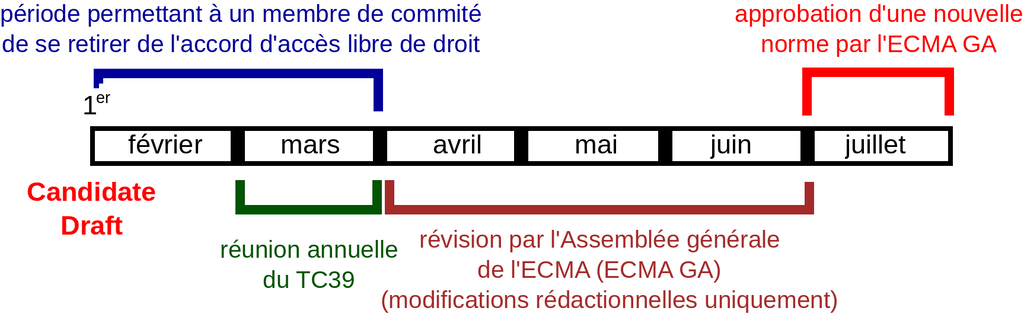 période permettant à un membre de commité
de se retirer de l'accord d'accès libre de droit
approbation d'une nouvelle
norme par l'ECMA GA
1er
février mars avril mai juin juillet
Candidate
Draft
réunion annuelle
du TC39
révision par l'Assemblée générale
de l'ECMA (ECMA GA)
(modifications rédactionnelles uniquement)